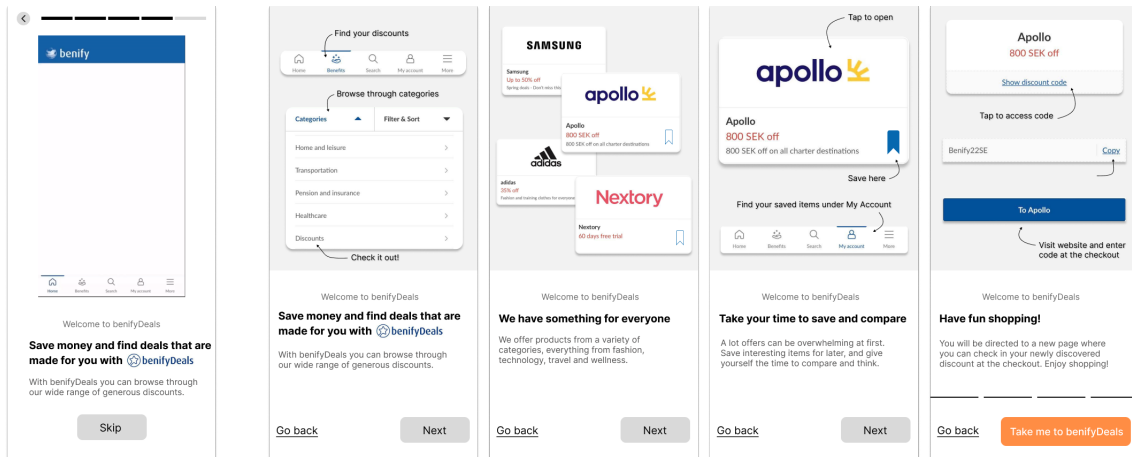 benify
Home
Benefits
Search
My account
More
Welcome to benifyDeals
Save money and find deals that are
made for you with benifyDeals
With benifyDeals you can browse through
our wide range of generous discounts.
Skip
Find your discounts
Home
Benefits
Search
My account
More
Browse through categories
Categories
Filter & Sort
Home and leisure
Transportation
Pension and insurance
Healthcare
Discounts
Check it out!
Welcome to benifyDeals
Save money and find deals that are
made for you with benifyDeals
With benifyDeals you can browse through
our wide range of generous discounts.
Go back
Next
SAMSUNG
Samsung
Up to 50% off
Spring deals - Don't miss this
apollo
Apollo
800 SEK off
800 SEK off on all charter destinations
adidas
adidas
35% off
Fashion and training clothes for everyone
Nextory
Nextory
60 days free trial
Welcome to benifyDeals
We have something for everyone
We offer products from a variety of
categories, everything from fashion,
technology, travel and wellness.
Go back
Next
Tap to open
apollo
Apollo
800 SEK off
800 SEK off on all charter destinations
Save here
Find your saved items under My Account
Home
Benefits
Search
My account
More
Welcome to benifyDeals
Take your time to save and compare
A lot offers can be overwhelming at first.
Save interesting items for later, and give
yourself the time to compare and think.
Go back
Next
Apollo
800 SEK off
Show discount code
Tap to access code
Benify22SE
Copy
To Apollo
Visit website and enter
code at the checkout
Welcome to benifyDeals
Have fun shopping!
You will be directed to a new page where
you can check in your newly discovered
discount at the checkout. Enjoy shopping!
Go back
Take me to benifyDeals